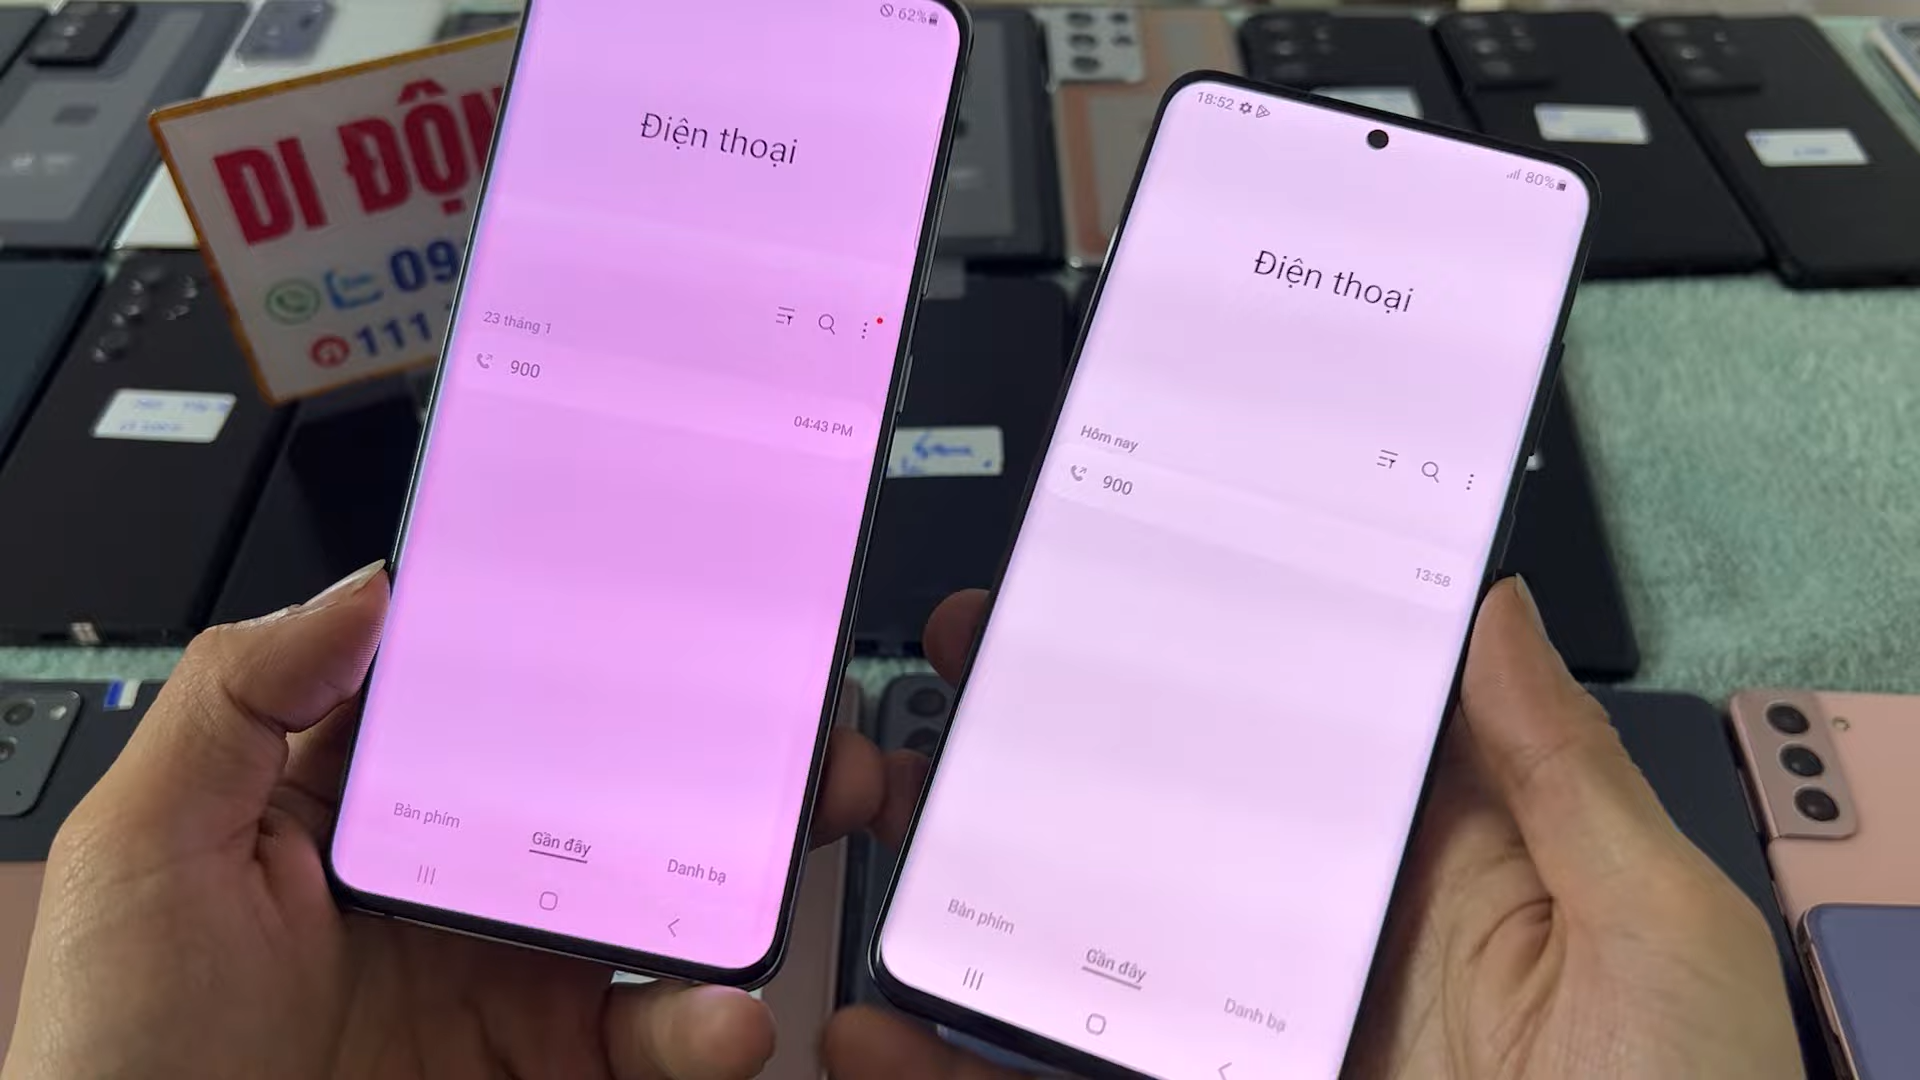 DI ĐỘN
09
111
62%
Điện thoại
23 tháng 1
900
04:43 PM
Bàn phím
Gần đây
Danh bạ
18:52
80%
Điện thoại
Hôm nay
900
13:58
Bàn phím
Gần đây
Danh bạ